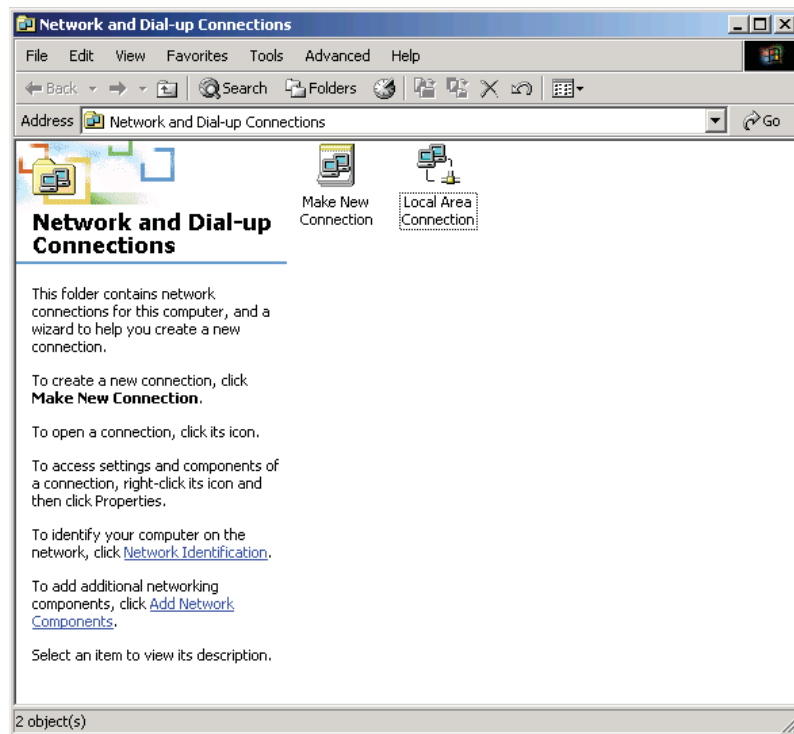 Network and Dial-up Connections
File Edit View Favorites Tools Advanced Help
Back Search Folders
Address Network and Dial-up Connections Go
Make New
Connection
Local Area
Connection
Network and Dial-up
Connections
This folder contains network
connections for this computer, and a
wizard to help you create a new
connection.
To create a new connection, click
Make New Connection.
To open a connection, click its icon.
To access settings and components of
a connection, right-click its icon and
then click Properties.
To identify your computer on the
network, click Network Identification.
To add additional networking
components, click Add Network
Components.
Select an item to view its description.
2 object(s)